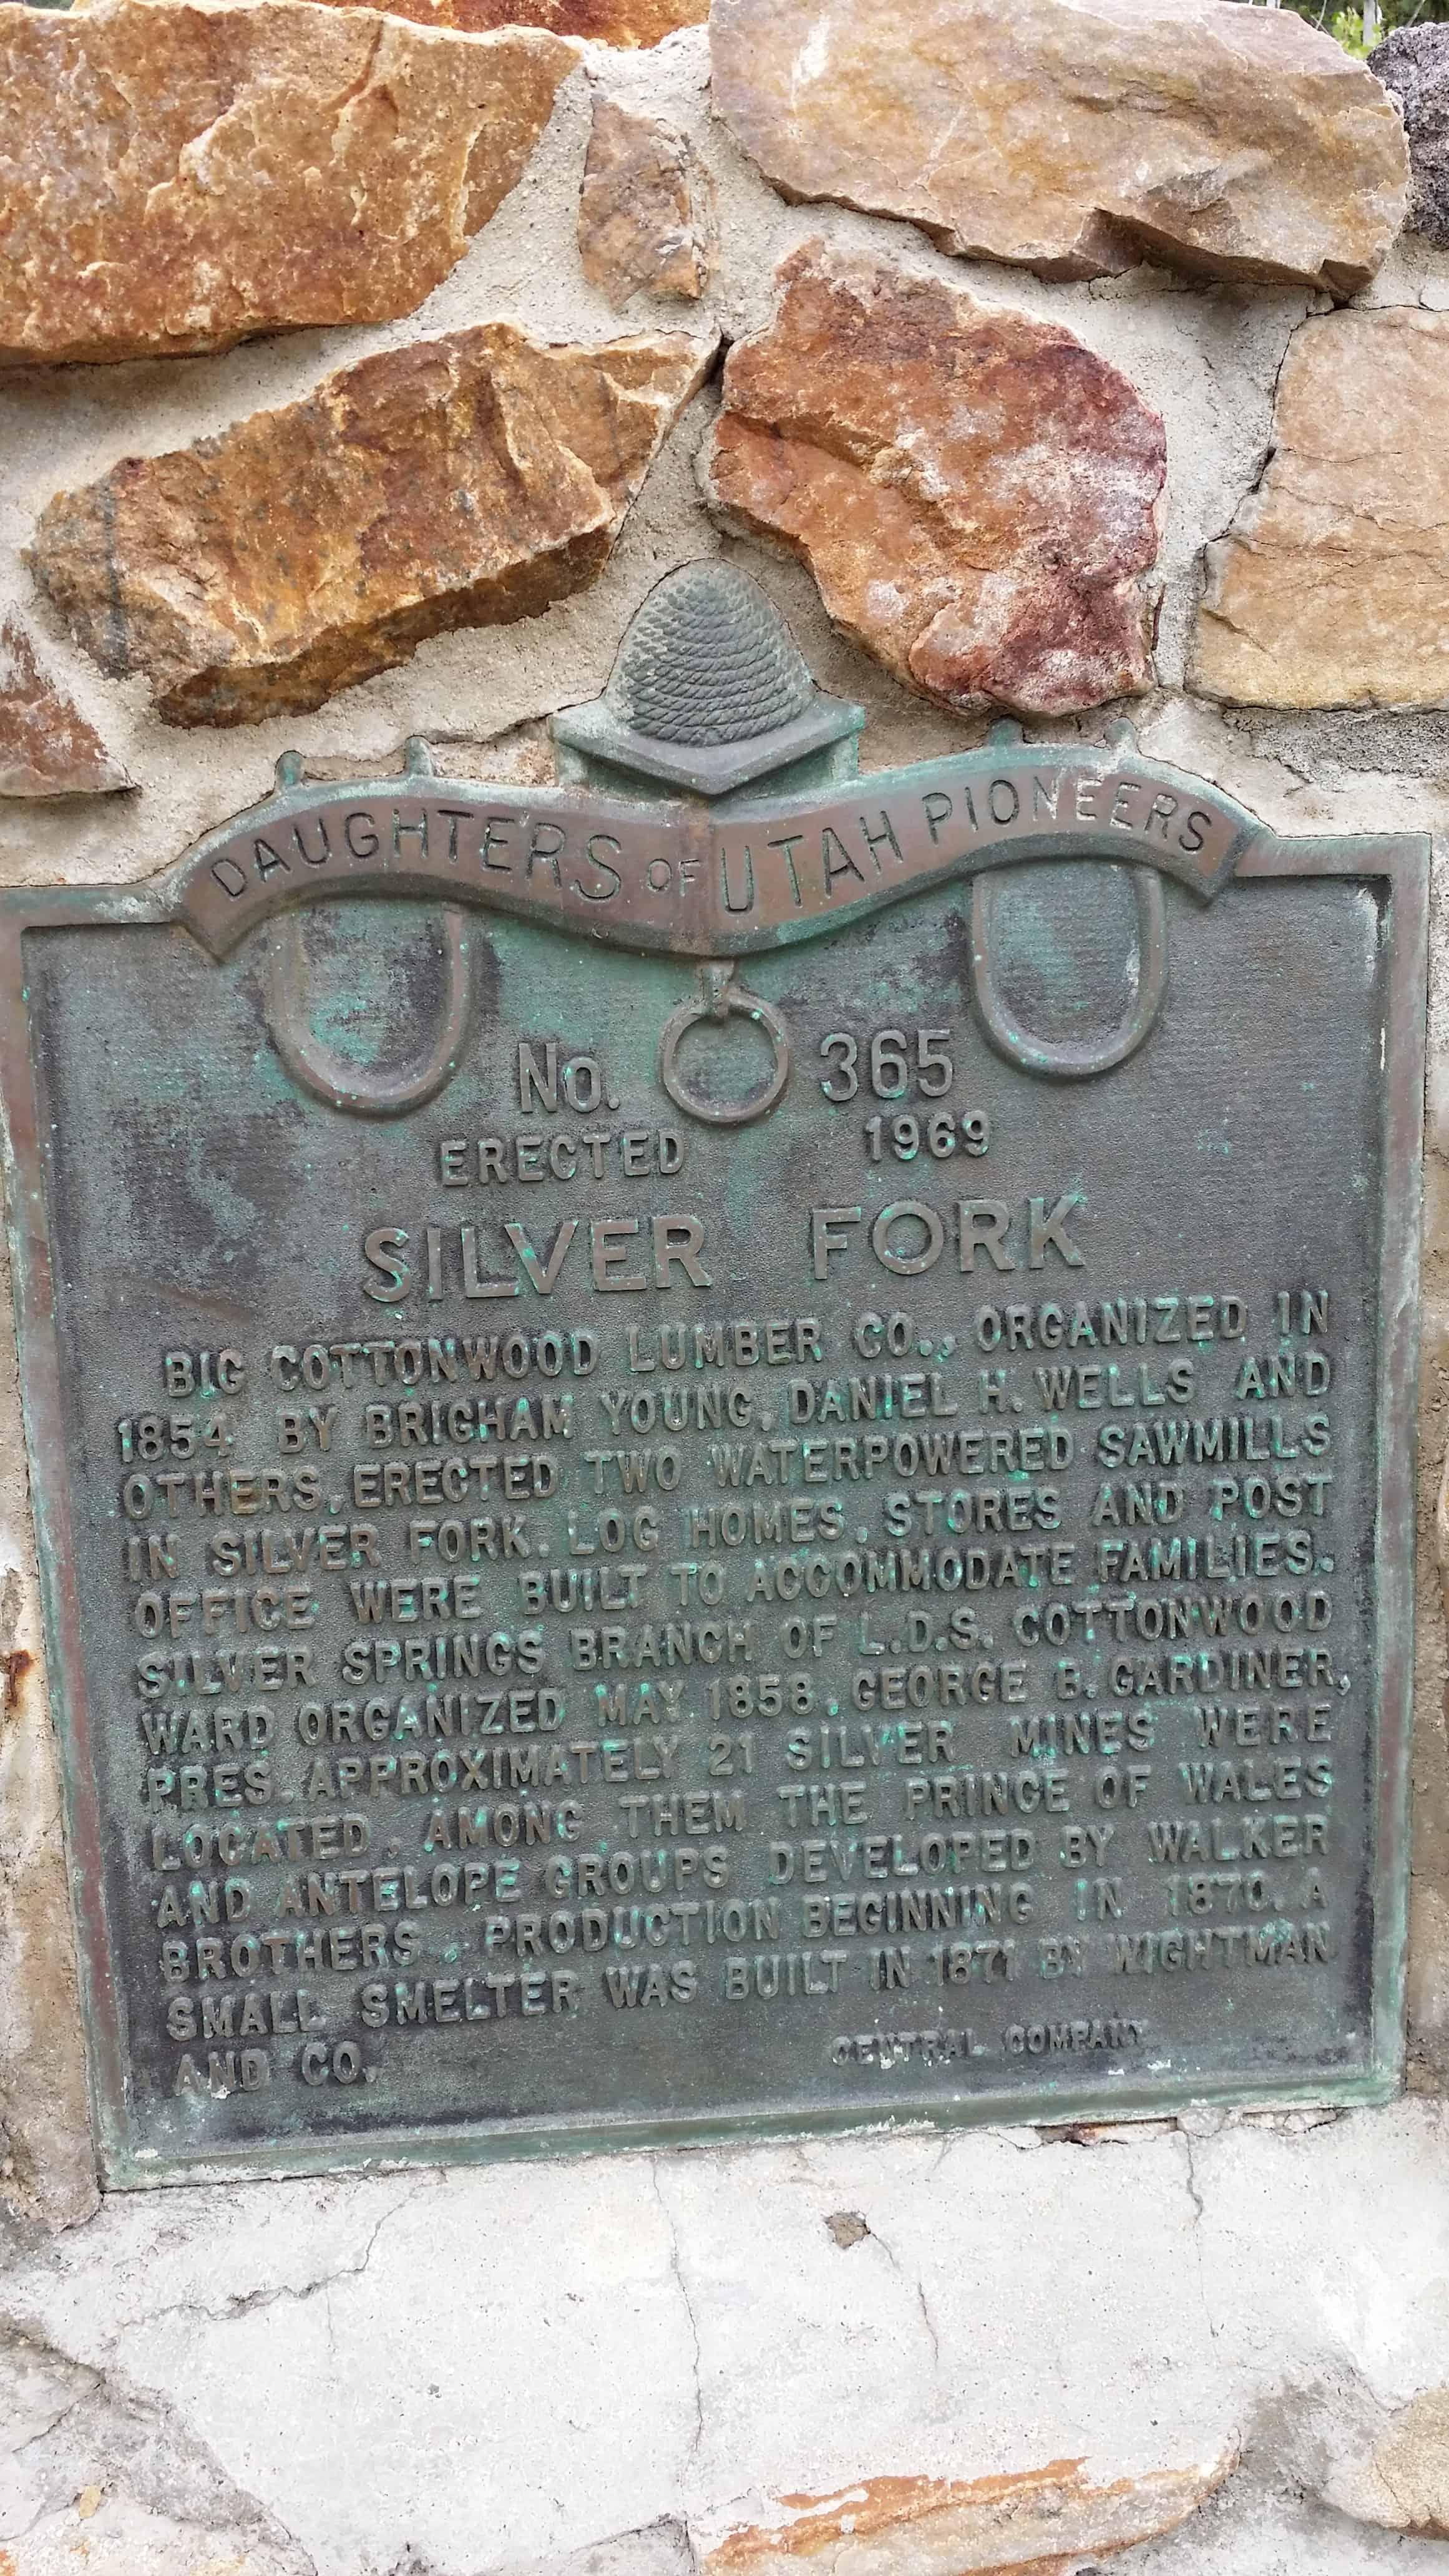 DAUGHTERS OF UTAH PIONEERS
No. 365
ERECTED 1969
SILVER FORK
BIG COTTONWOOD LUMBER CO., ORGANIZED IN
1854 BY BRIGHAM YOUNG, DANIEL H. WELLS AND
OTHERS, ERECTED TWO WATERPOWERED SAWMILLS
IN SILVER FORK. LOG HOMES, STORES AND POST
OFFICE WERE BUILT TO ACCOMMODATE FAMILIES.
SILVER SPRINGS BRANCH OF L.D.S. COTTONWOOD
WARD ORGANIZED MAY 1858, GEORGE B. GARDINER,
PRES. APPROXIMATELY 21 SILVER MINES WERE
LOCATED, AMONG THEM THE PRINCE OF WALES
AND ANTELOPE GROUPS DEVELOPED BY WALKER
BROTHERS, PRODUCTION BEGINNING IN 1870. A
SMALL SMELTER WAS BUILT IN 1871 BY WIGHTMAN
AND CO.
CENTRAL COMPANY